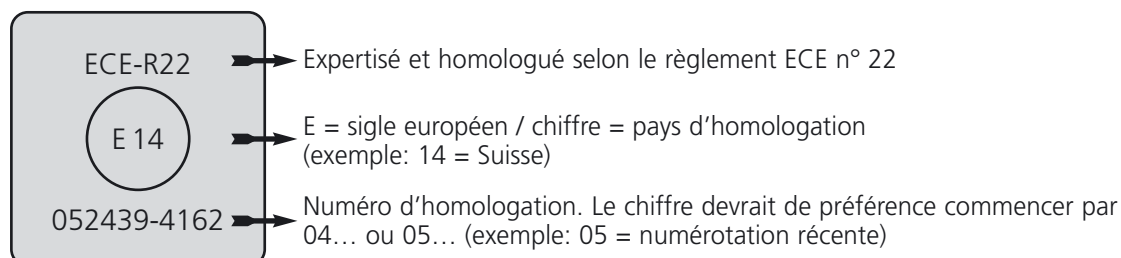 ECE-R22
Expertisé et homologué selon le règlement ECE n° 22
E 14
E = sigle européen / chiffre = pays d’homologation
(exemple: 14 = Suisse)
052439-4162
Numéro d’homologation. Le chiffre devrait de préférence commencer par
04… ou 05… (exemple: 05 = numérotation récente)